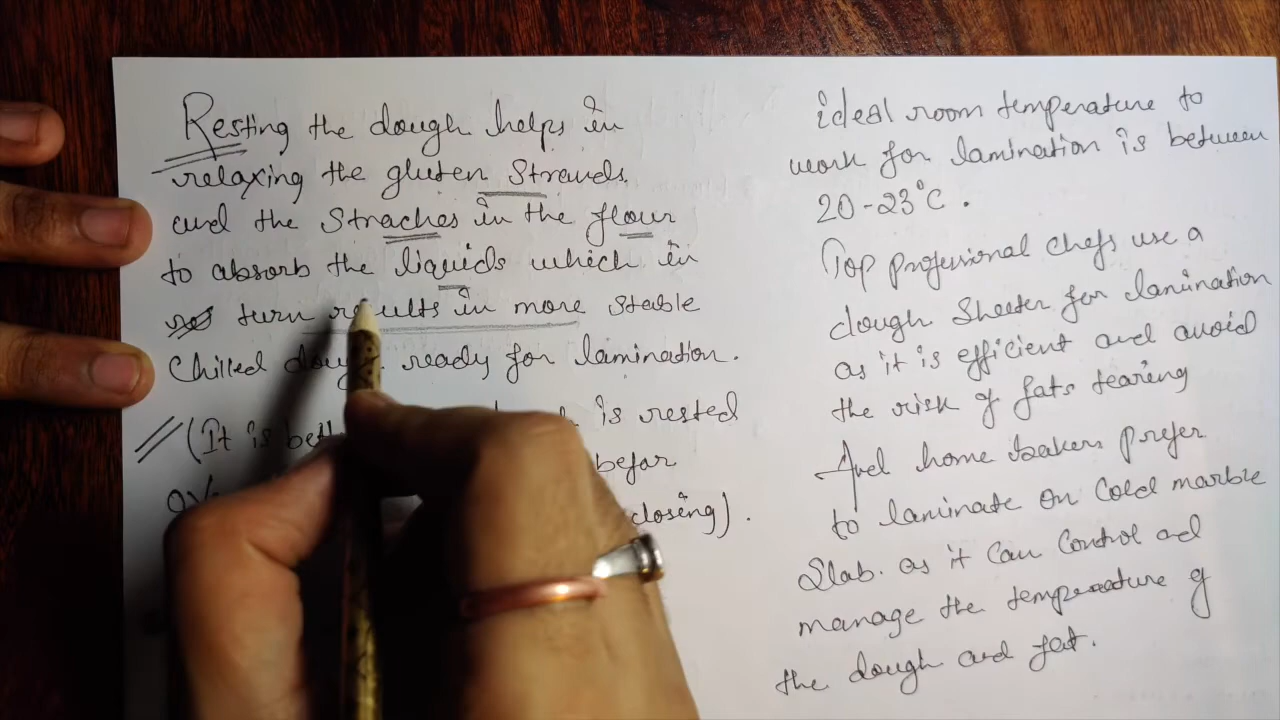 Resting the dough helps in
relaxing the gluten Strands
and the Straches in the flour
to absorb the liquids which in
turn results in more stable
Chilled dough ready for lamination.
(It is is rested
befar
closing).
ideal room temperature to
work for lamination is between
20-23°C.
Top professional chefs use a
dough Sheeter for lamination
as it is efficient and avoid
the risk of fats tearing
And home bakers prefer
to laminate on Cold marble
Slab. as it Can Control ad
manage the temperature of
the dough and fat.